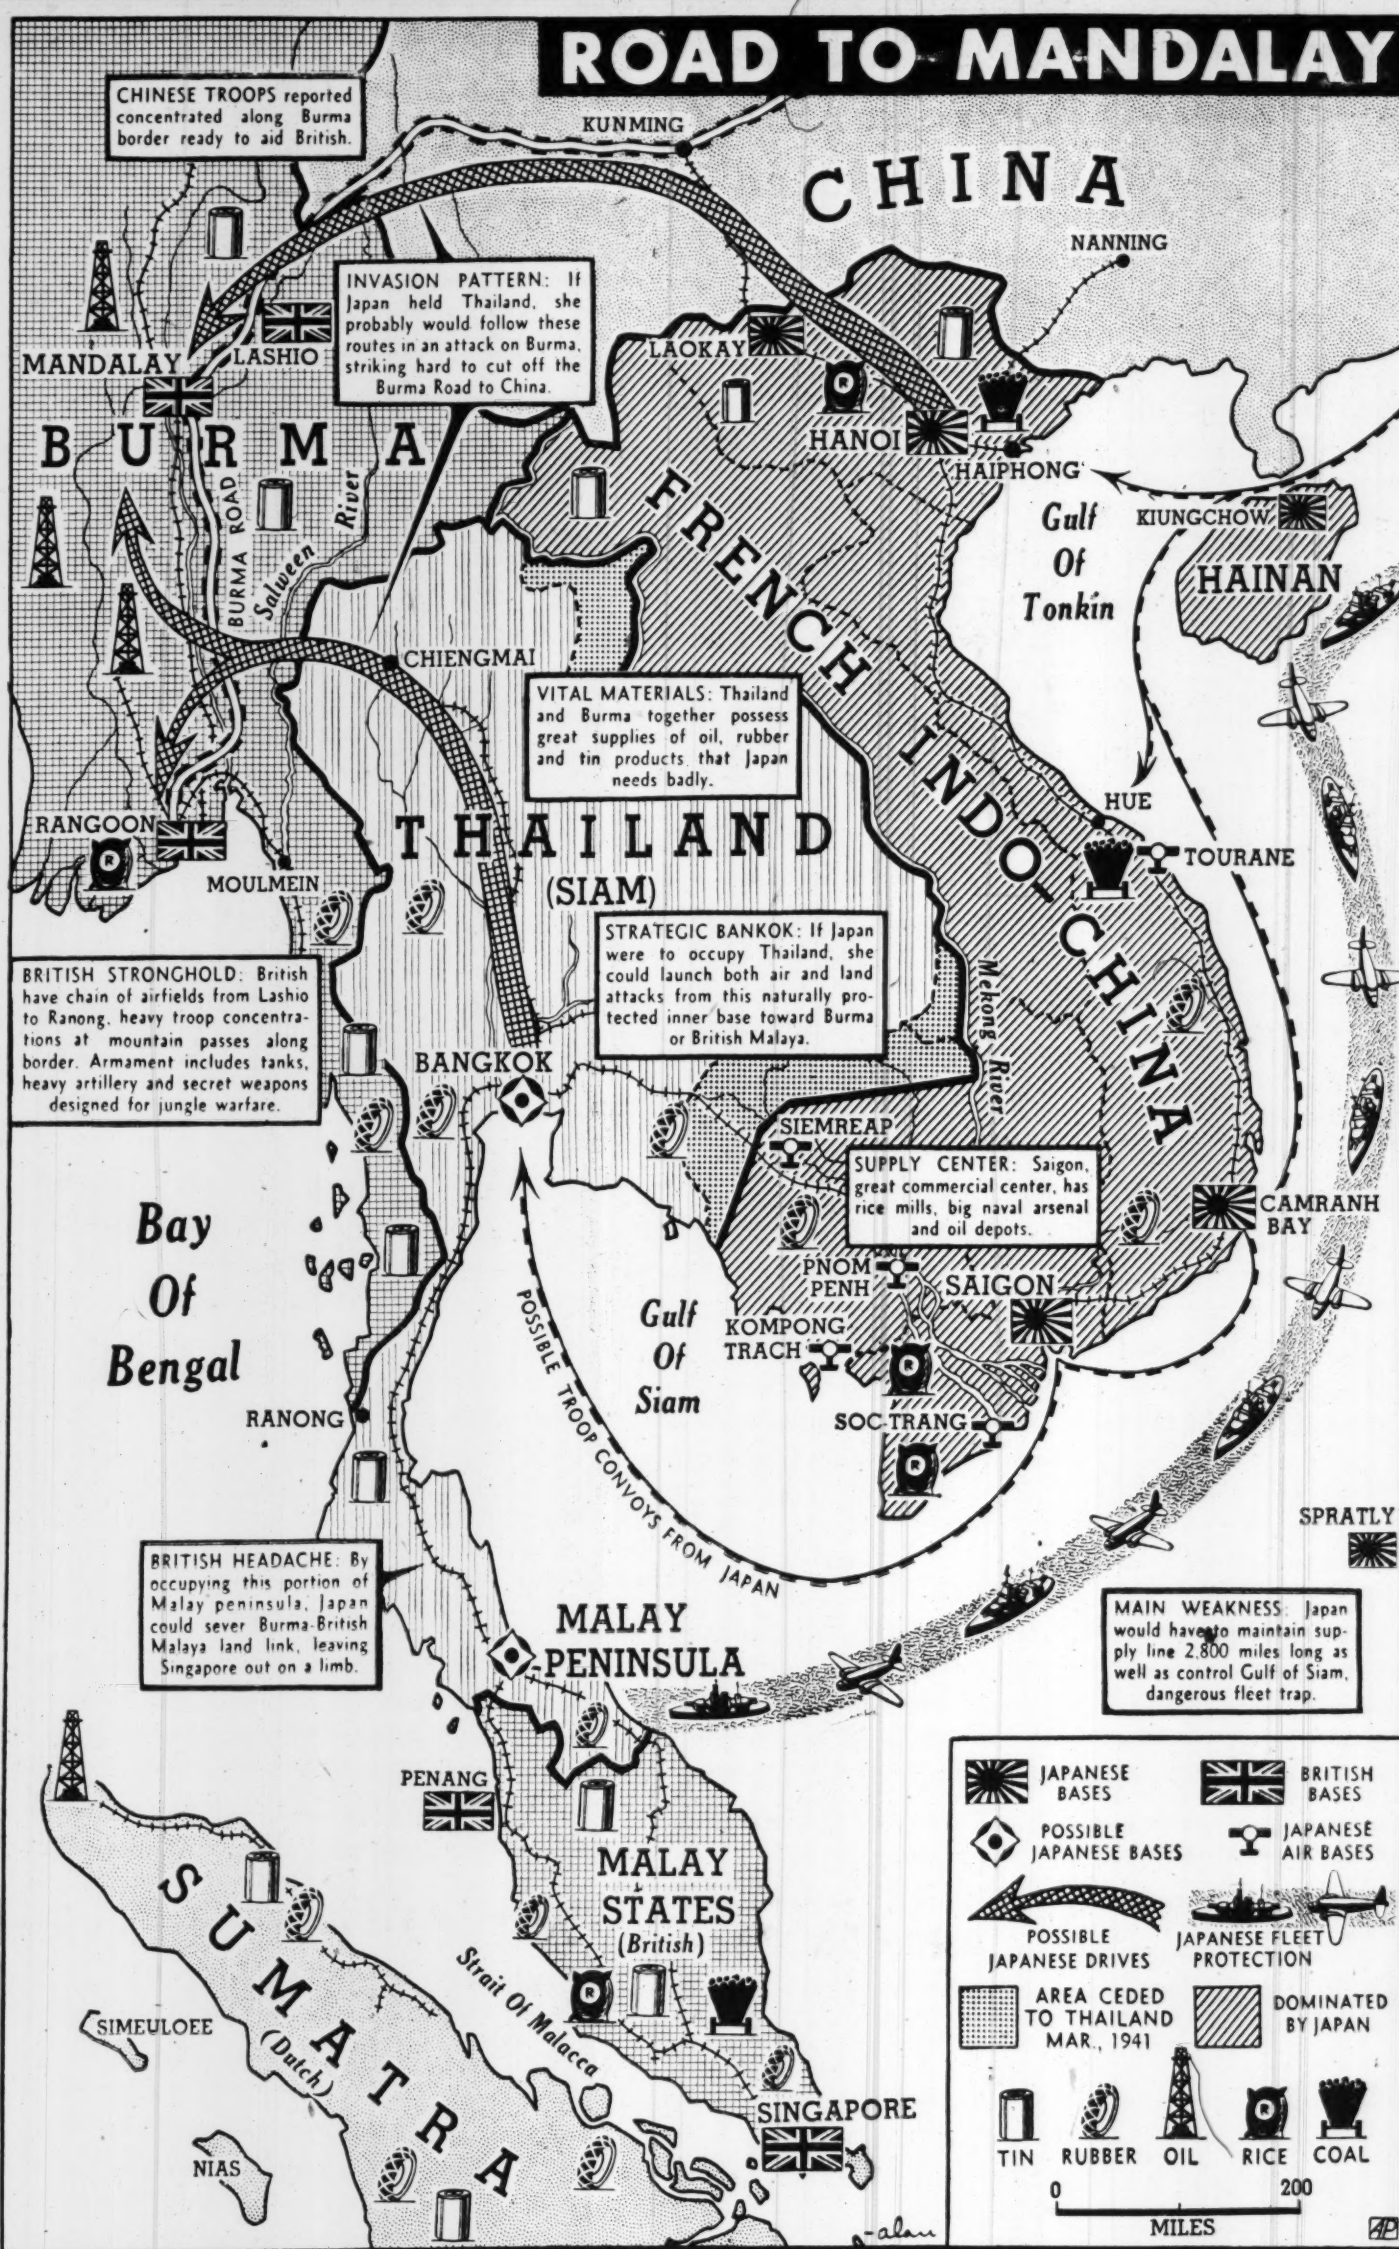 ROAD TO MANDALAY
CHINESE TROOPS reported
concentrated along Burma
border ready to aid British.
KUNMING
CHINA
NANNING
INVASION PATTERN: If
Japan held Thailand, she
probably would follow these
routes in an attack on Burma,
striking hard to cut off the
Burma Road to China.
MANDALAY
LASHIO
LAOKAY
R
HANOI
HAIPHONG
BURMA
BURMA ROAD
Salween
River
Gulf
Of
Tonkin
KIUNGCHOW
HAINAN
FRENCH INDO-CHINA
CHIENGMAI
VITAL MATERIALS: Thailand
and Burma together possess
great supplies of oil, rubber
and tin products that Japan
needs badly.
HUE
TOURANE
RANGOON
R
MOULMEIN
THAILAND
(SIAM)
STRATEGIC BANKOK: If Japan
were to occupy Thailand, she
could launch both air and land
attacks from this naturally pro-
tected inner base toward Burma
or British Malaya.
Mekong River
BRITISH STRONGHOLD: British
have chain of airfields from Lashio
to Ranong, heavy troop concentra-
tions at mountain passes along
border. Armament includes tanks,
heavy artillery and secret weapons
designed for jungle warfare.
BANGKOK
SIEMREAP
SUPPLY CENTER: Saigon,
great commercial center, has
rice mills, big naval arsenal
and oil depots.
CAMRANH
BAY
Bay
Of
Bengal
PNOM
PENH
SAIGON
KOMPONG
TRACH
R
Gulf
Of
Siam
POSSIBLE TROOP CONVOYS FROM JAPAN
RANONG
SOC-TRANG
R
SPRATLY
BRITISH HEADACHE: By
occupying this portion of
Malay peninsula, Japan
could sever Burma-British
Malaya land link, leaving
Singapore out on a limb.
MALAY
PENINSULA
MAIN WEAKNESS: Japan
would have to maintain sup-
ply line 2,800 miles long as
well as control Gulf of Siam,
dangerous fleet trap.
PENANG
MALAY
STATES
(British)
R
Strait Of Malacca
SUMATRA
(Dutch)
SIMEULOEE
NIAS
SINGAPORE
JAPANESE
BASES
BRITISH
BASES
POSSIBLE
JAPANESE BASES
JAPANESE
AIR BASES
POSSIBLE
JAPANESE DRIVES
JAPANESE FLEET
PROTECTION
AREA CEDED
TO THAILAND
MAR., 1941
DOMINATED
BY JAPAN
R
TIN RUBBER OIL RICE COAL
0 200
MILES
-alan
AP